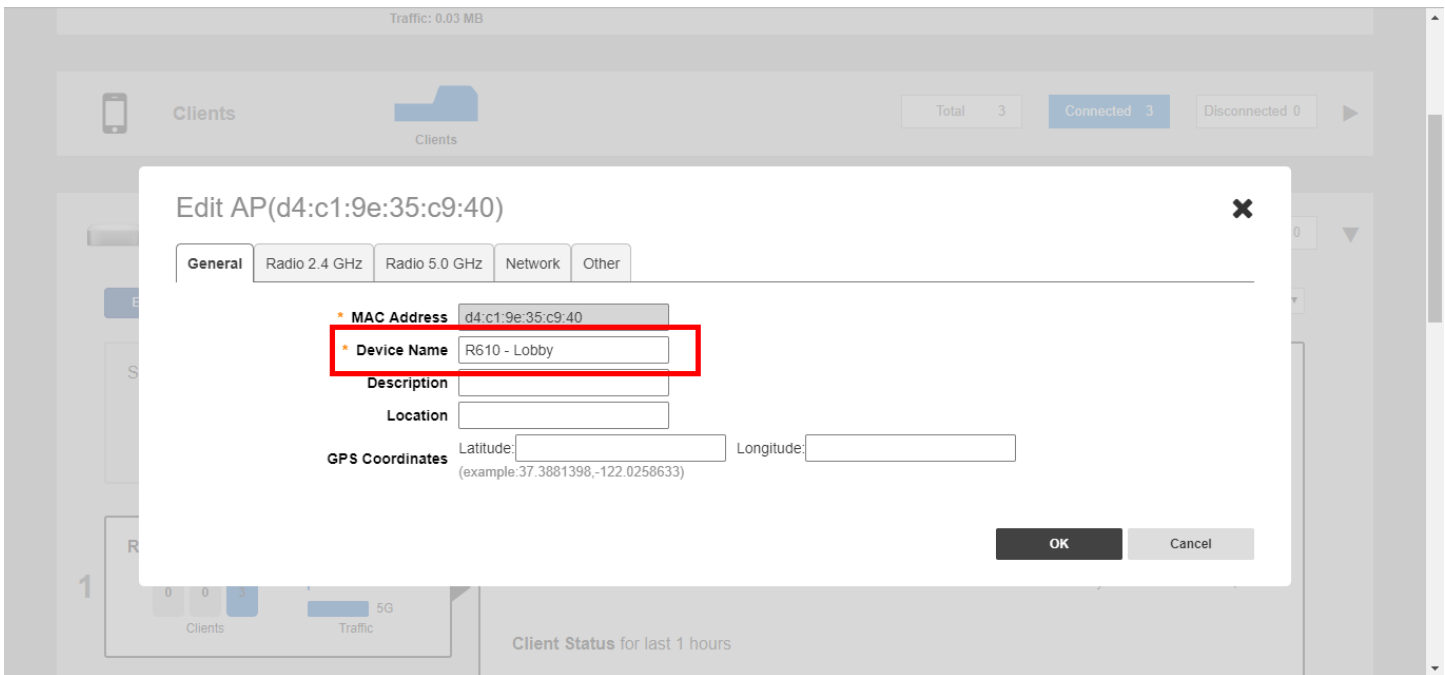 Traffic: 0.03 MB
Clients
Clients
Total 3
Connected 3
Disconnected 0
Edit AP(d4:c1:9e:35:c9:40)
0
General
Radio 2.4 GHz
Radio 5.0 GHz
Network
Other
E
* MAC Address d4:c1:9e:35:c9:40
* Device Name R610 - Lobby
S
Description
Location
GPS Coordinates Latitude: Longitude:
(example:37.3881398,-122.0258633)
R
OK
Cancel
1
0 0 3
5G
Clients
Traffic
Client Status for last 1 hours